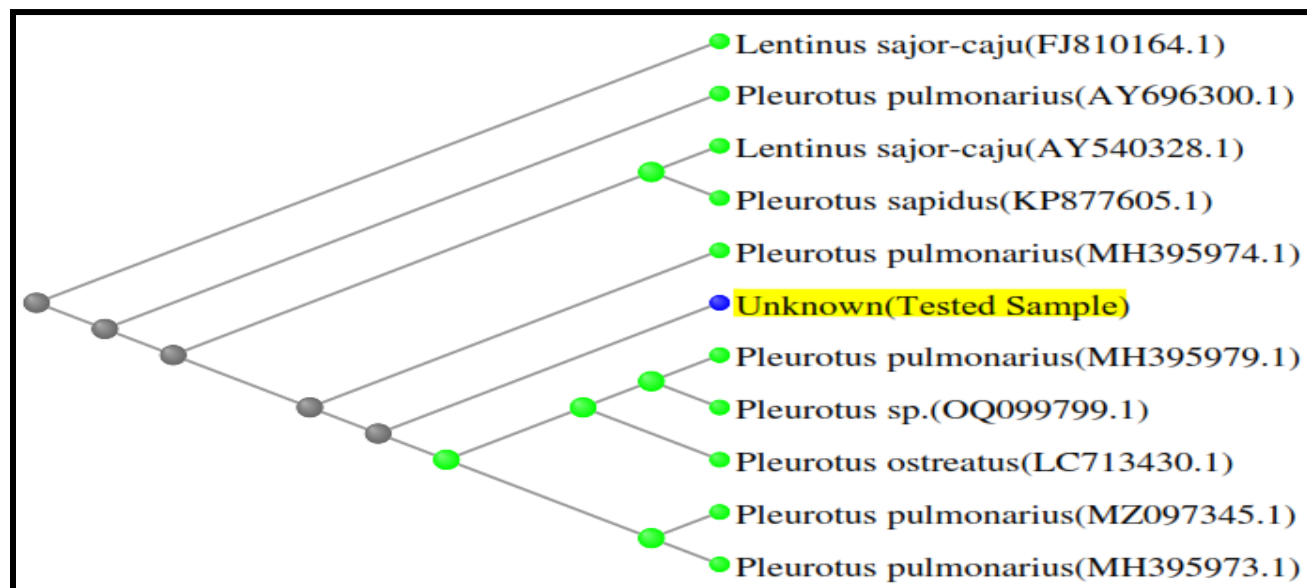 Lentinus sajor-caju(FJ810164.1)
Pleurotus pulmonarius(AY696300.1)
Lentinus sajor-caju(AY540328.1)
Pleurotus sapidus(KP877605.1)
Pleurotus pulmonarius(MH395974.1)
Unknown(Tested Sample)
Pleurotus pulmonarius(MH395979.1)
Pleurotus sp.(OQ099799.1)
Pleurotus ostreatus(LC713430.1)
Pleurotus pulmonarius(MZ097345.1)
Pleurotus pulmonarius(MH395973.1)